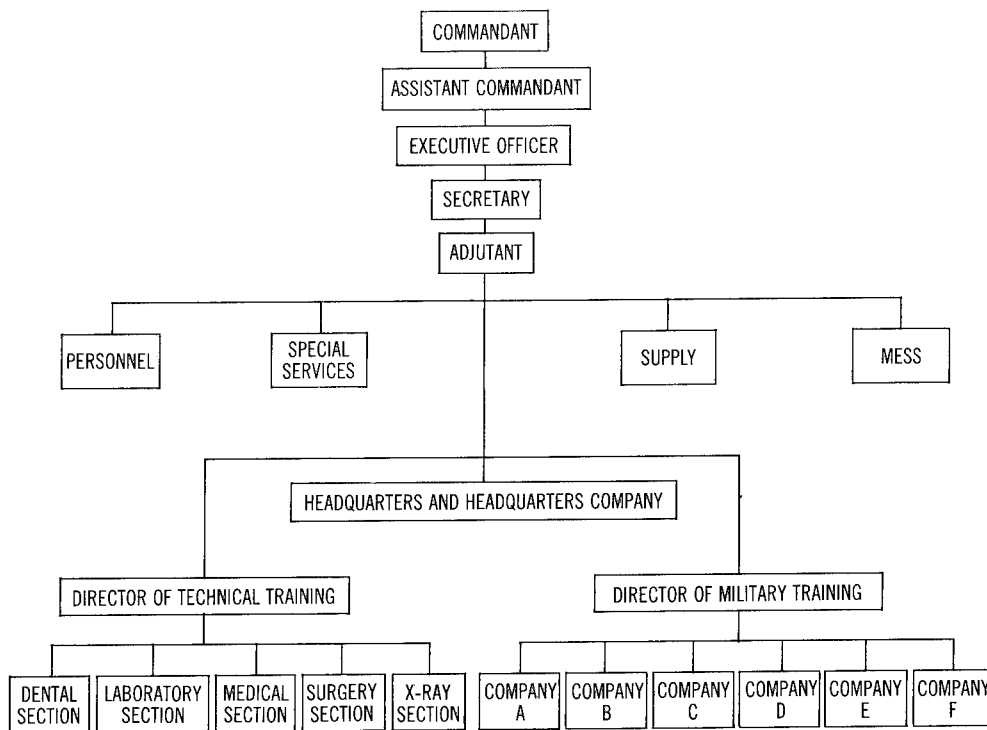 COMMANDANT
ASSISTANT COMMANDANT
EXECUTIVE OFFICER
SECRETARY
ADJUTANT
PERSONNEL
SPECIAL
SERVICES
SUPPLY
MESS
HEADQUARTERS AND HEADQUARTERS COMPANY
DIRECTOR OF TECHNICAL TRAINING
DIRECTOR OF MILITARY TRAINING
DENTAL
SECTION
LABORATORY
SECTION
MEDICAL
SECTION
SURGERY
SECTION
X-RAY
SECTION
COMPANY
A
COMPANY
B
COMPANY
C
COMPANY
D
COMPANY
E
COMPANY
F